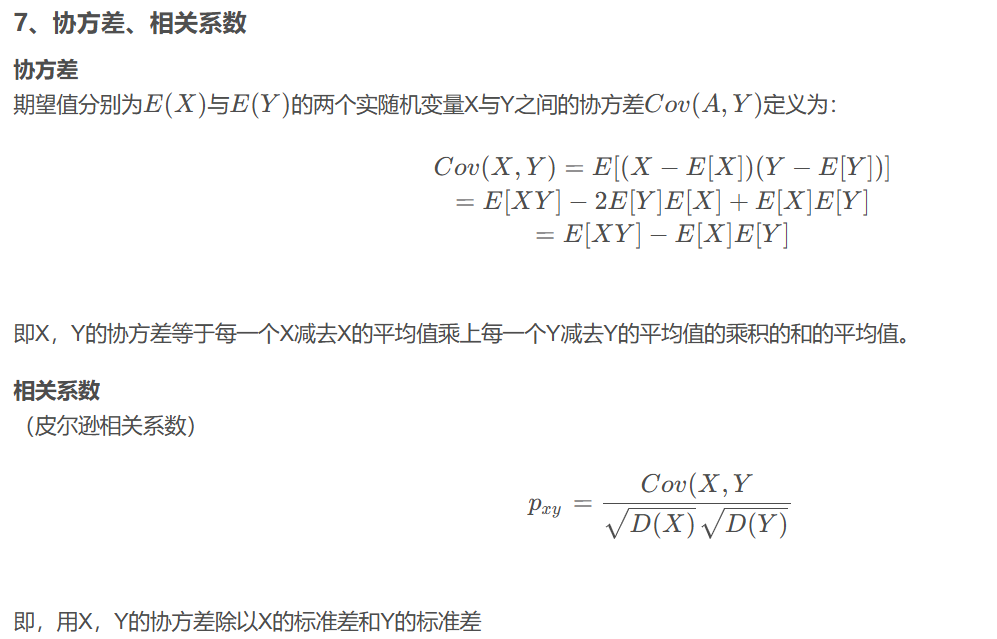 7、协方差、相关系数
协方差
期望值分别为E(X)与E(Y)的两个实随机变量X与Y之间的协方差Cov(A,Y)定义为：
Cov(X,Y) = E[(X − E[X])(Y − E[Y])]
= E[XY] − 2E[Y]E[X] + E[X]E[Y]
= E[XY] − E[X]E[Y]
即X，Y的协方差等于每一个X减去X的平均值乘上每一个Y减去Y的平均值的乘积的和的平均值。
相关系数
（皮尔逊相关系数）
p_{xy} = \frac{Cov(X,Y}{\sqrt{D(X)}\sqrt{D(Y)}}
即，用X，Y的协方差除以X的标准差和Y的标准差